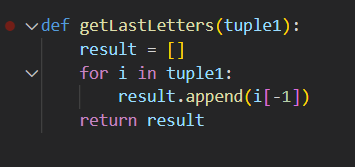 def getLastLetters(tuple1):
    result = []
    for i in tuple1:
        result.append(i[-1])
    return result